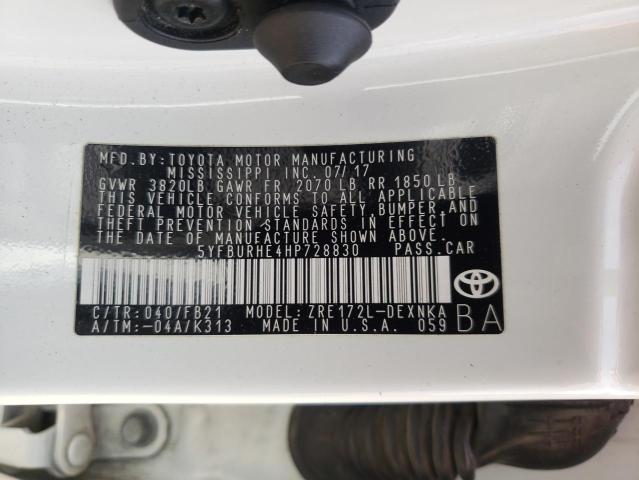 MFD. BY: TOYOTA MOTOR MANUFACTURING
MISSISSIPPI INC. 07/17
GVWR 3820LB GAWR FR 2070 LB RR 1850 LB
THIS VEHICLE CONFORMS TO ALL APPLICABLE
FEDERAL MOTOR VEHICLE SAFETY,BUMPER,AND
THEFT PREVENTION STANDARDS IN EFFECT ON
THE DATE OF MANUFACTURE SHOWN ABOVE.
5YFBURHE4HP728830 PASS.CAR
C/TR:040/FB21 MODEL:ZRE172L-DEXNKA
A/TM:-04A/K313 MADE IN U.S.A. 059 BA